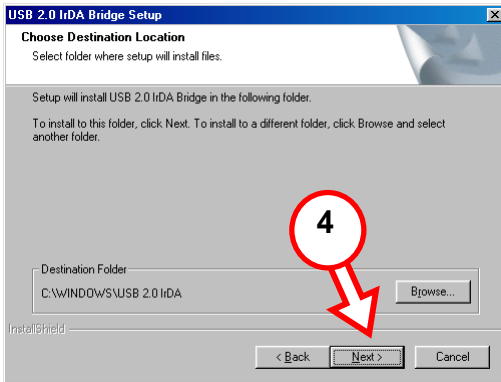 USB 2.0 IrDA Bridge Setup
Choose Destination Location
Select folder where setup will install files.
Setup will install USB 2.0 IrDA Bridge in the following folder.
To install to this folder, click Next. To install to a different folder, click Browse and select
another folder.
4
Destination Folder
C:\WINDOWS\USB 2.0 IrDA
Browse...
InstallShield
< Back
Next >
Cancel